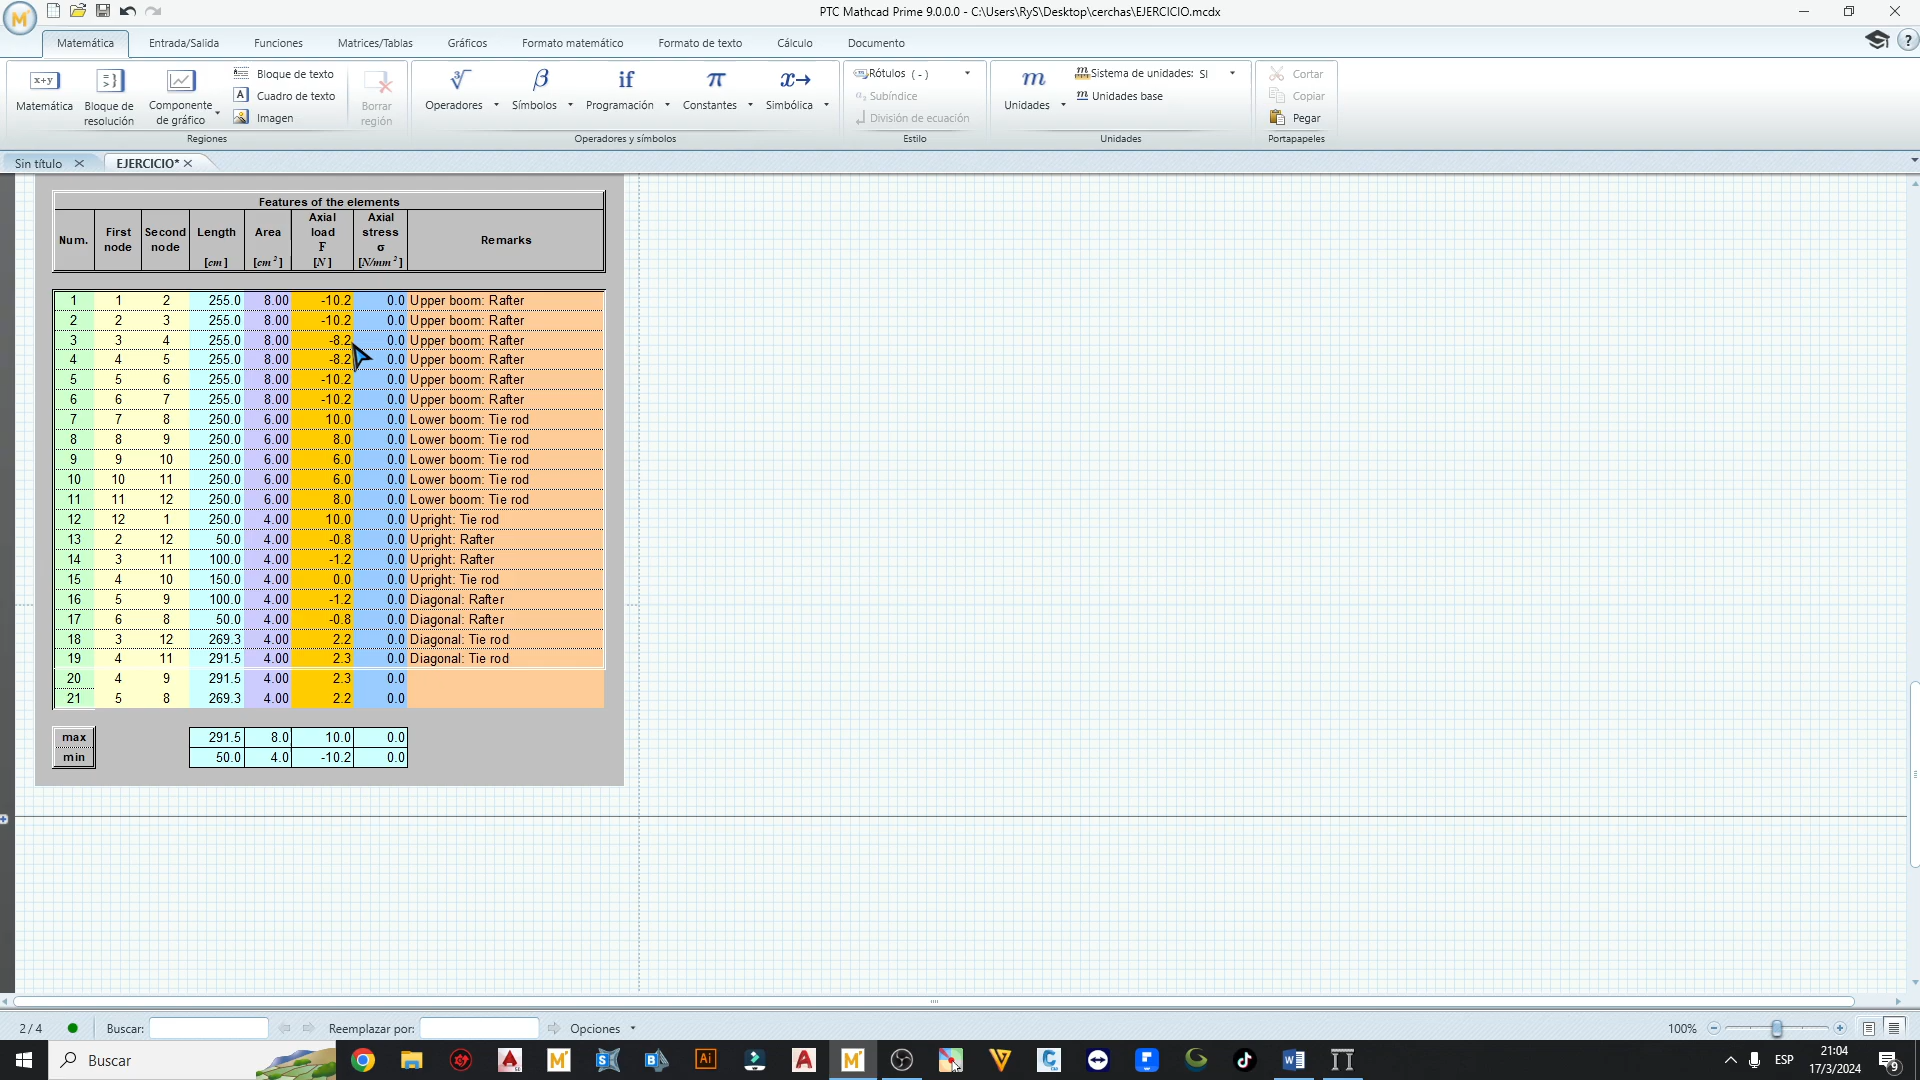 PTC Mathcad Prime 9.0.0.0 - C:\Users\RyS\Desktop\cerchas\EJERCICIO.mcdx
Matemática Entrada/Salida Funciones Matrices/Tablas Gráficos Formato matemático Formato de texto Cálculo Documento
Matemática
Bloque de resolución
Componente de gráfico
Bloque de texto
Cuadro de texto
Imagen
Borrar región
Regiones
Operadores Símbolos Programación Constantes Simbólica
Operadores y símbolos
Rótulos ( - )
Subíndice
División de ecuación
Estilo
Unidades
Sistema de unidades: SI
Unidades base
Unidades
Cortar
Copiar
Pegar
Portapapeles
Sin título EJERCICIO*
Features of the elements
Num. First node Second node Length [cm] Area [cm²] Axial load F [N] Axial stress σ [N/mm²] Remarks
1 1 2 255.0 8.00 -10.2 0.0 Upper boom: Rafter
2 2 3 255.0 8.00 -10.2 0.0 Upper boom: Rafter
3 3 4 255.0 8.00 -8.2 0.0 Upper boom: Rafter
4 4 5 255.0 8.00 -8.2 0.0 Upper boom: Rafter
5 5 6 255.0 8.00 -10.2 0.0 Upper boom: Rafter
6 6 7 255.0 8.00 -10.2 0.0 Upper boom: Rafter
7 7 8 250.0 6.00 10.0 0.0 Lower boom: Tie rod
8 8 9 250.0 6.00 8.0 0.0 Lower boom: Tie rod
9 9 10 250.0 6.00 6.0 0.0 Lower boom: Tie rod
10 10 11 250.0 6.00 6.0 0.0 Lower boom: Tie rod
11 11 12 250.0 6.00 8.0 0.0 Lower boom: Tie rod
12 12 1 250.0 4.00 10.0 0.0 Upright: Tie rod
13 2 12 50.0 4.00 -0.8 0.0 Upright: Rafter
14 3 11 100.0 4.00 -1.2 0.0 Upright: Rafter
15 4 10 150.0 4.00 0.0 0.0 Upright: Tie rod
16 5 9 100.0 4.00 -1.2 0.0 Diagonal: Rafter
17 6 8 50.0 4.00 -0.8 0.0 Diagonal: Rafter
18 3 12 269.3 4.00 2.2 0.0 Diagonal: Tie rod
19 4 11 291.5 4.00 2.3 0.0 Diagonal: Tie rod
20 4 9 291.5 4.00 2.3 0.0
21 5 8 269.3 4.00 2.2 0.0
max 291.5 8.0 10.0 0.0
min 50.0 4.0 -10.2 0.0
2 / 4 Buscar: Reemplazar por: Opciones 100%
Buscar
ESP
21:04
17/3/2024
9